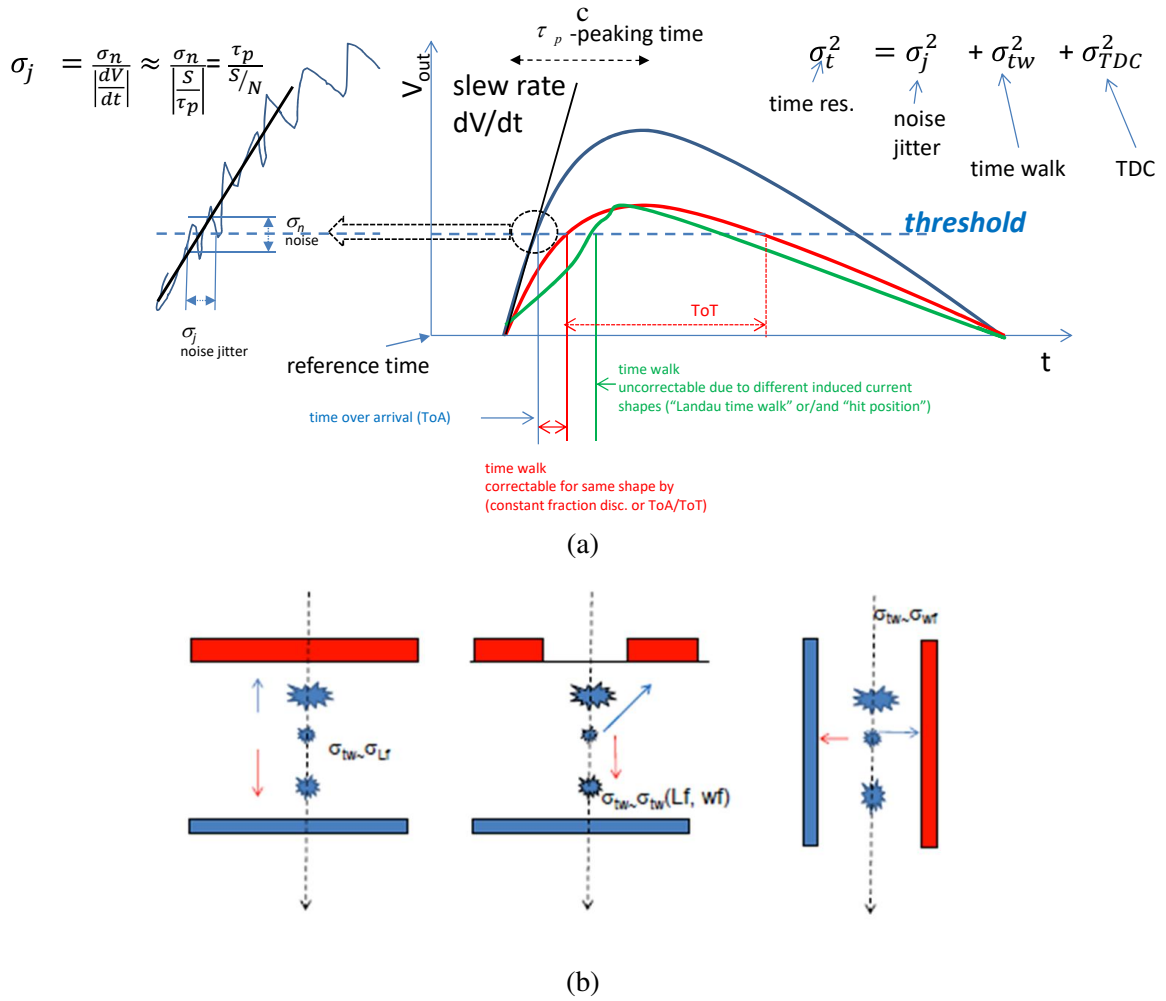 c
τ p -peaking time
σj = σn / |dV/dt| ≈ σn / |S/τp| = τp / S/N
Vout
slew rate
dV/dt
σt² = σj² + σtw² + σTDC²
time res.
noise
jitter
time walk
TDC
threshold
σn
noise
σj
noise jitter
ToT
reference time
t
time walk
uncorrectable due to different induced current
shapes (“Landau time walk” or/and “hit position”)
time over arrival (ToA)
time walk
correctable for same shape by
(constant fraction disc. or ToA/ToT)
(a)
σtw~σLf
σtw~σtw(Lf, wf)
σtw~σwf
(b)